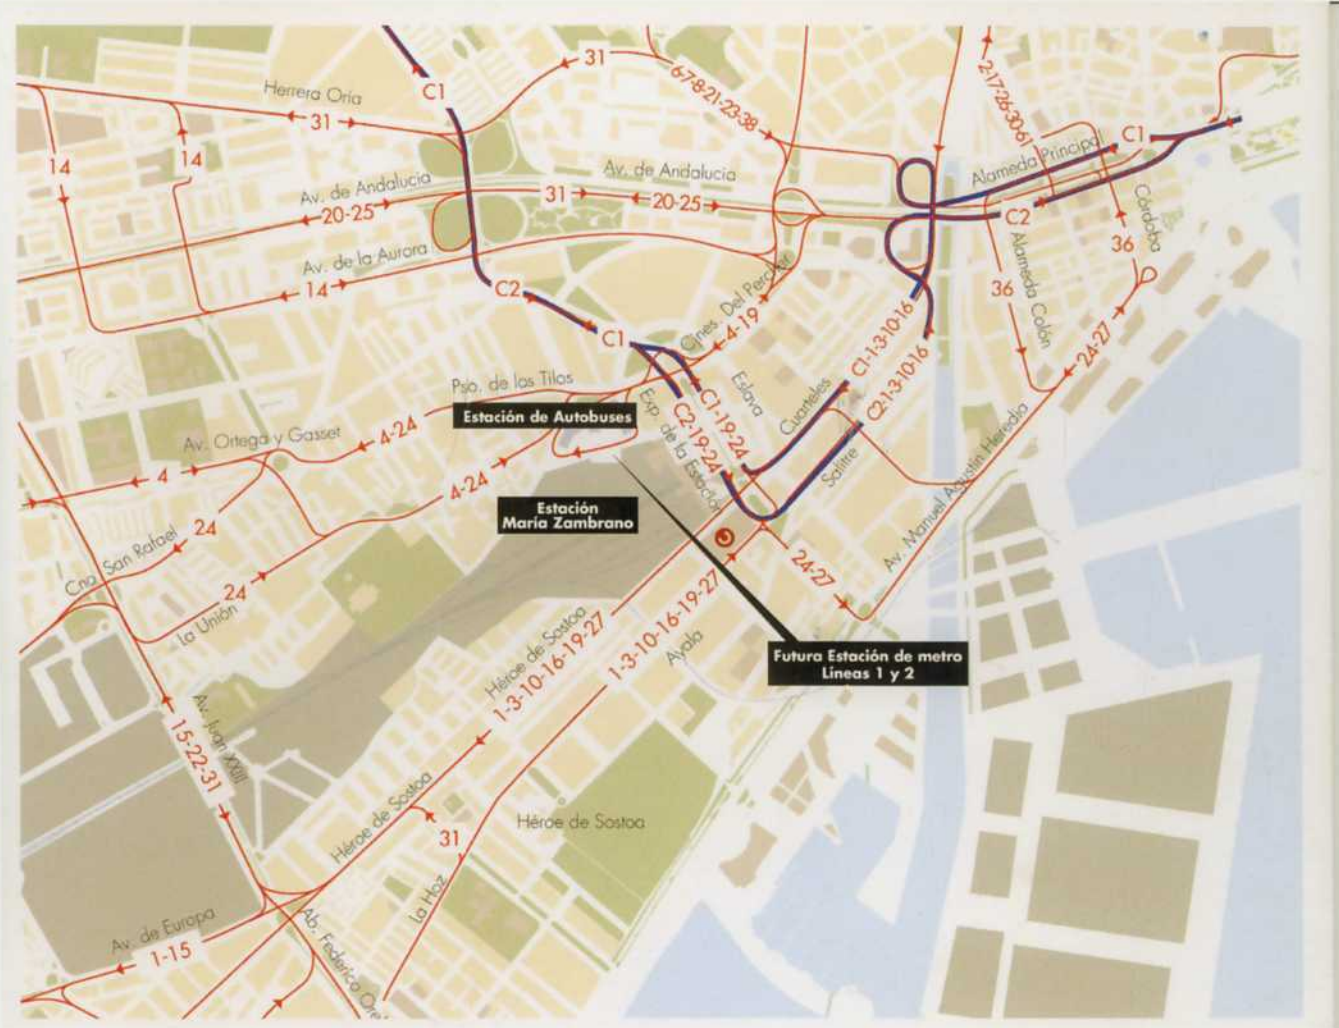 31
C1
6-7-8-21-23-38
2-17-26-30-61
Herrera Oría
31
C1
14
14
Av. de Andalucia
Av. de Andalucia
Alameda Principal
20-25
31
20-25
C2
Córdoba
36
Av. de la Aurora
14
C2
Alameda Colón
36
C1
Cines. Del Perchel
4-19
C1-1-3-10-16
24-27
C2-1-3-10-16
Pso. de los Tilos
Eslava
Cuarteles
Estación de Autobuses
Exp. de la Estación
C1-19-24
C2-19-24
Salitre
Av. Ortega y Gasset
4-24
4
4-24
Av. Manuel Agustín Heredia
Estación
María Zambrano
24
Cno. San Rafael
24-27
24
La Unión
Héroe de Sostoa
1-3-10-16-19-27
1-3-10-16-19-27
Ayala
Futura Estación de metro
Líneas 1 y 2
Av. Juan XXIII
15-22-31
Héroe de Sostoa
31
Héroe de Sostoa
La Hoz
Av. de Europa
1-15
Ab. Federico